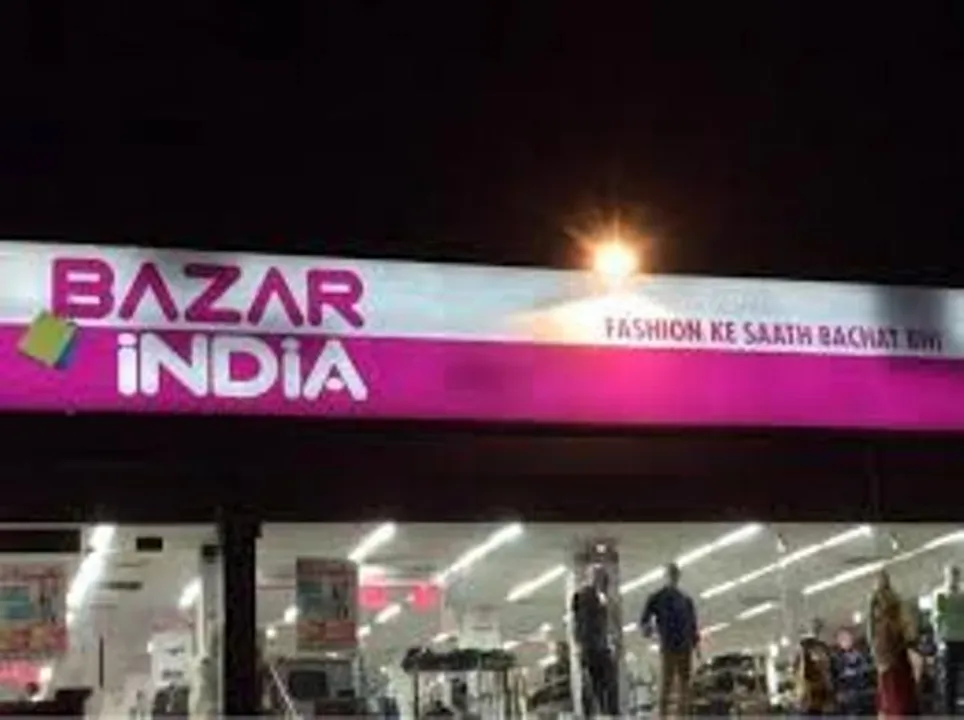 BAZAR
iNDiA
FASHION KE SAATH BACHAT BHI